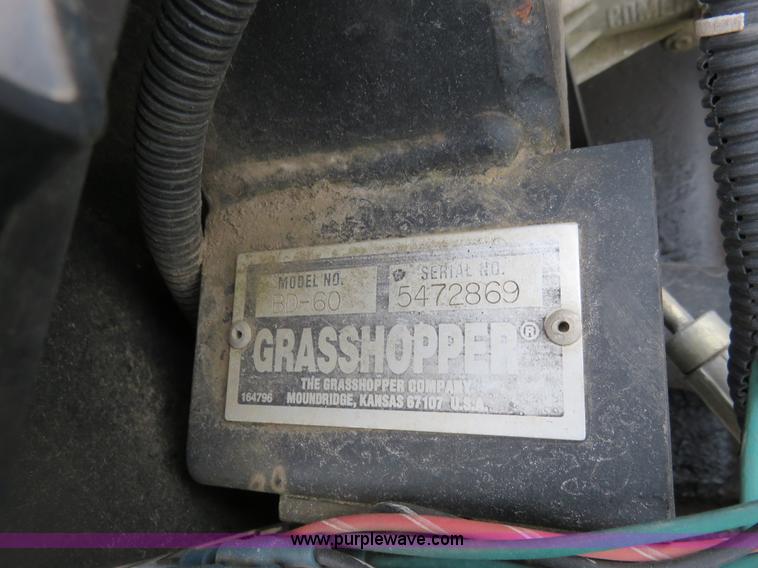 MODEL NO. SERIAL NO.
BD-60 5472869
GRASSHOPPER®
THE GRASSHOPPER COMPANY
164796 MOUNDRIDGE, KANSAS 67107 U.S.A.
www.purplewave.com